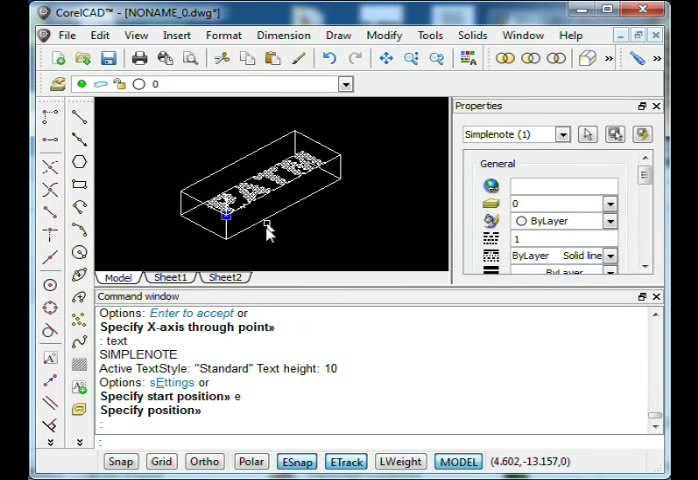 CorelCAD™ - [NONAME_0.dwg*]
File Edit View Insert Format Dimension Draw Modify Tools Solids Window Help
0
Properties
Simplenote (1)
General
0
ByLayer
1
ByLayer Solid line
ByLayer
Model Sheet1 Sheet2
Command window
Options: Enter to accept or
Specify X-axis through point»
: text
SIMPLENOTE
Active TextStyle: "Standard" Text height: 10
Options: sEttings or
Specify start position» e
Specify position»
:
:
Snap Grid Ortho Polar ESnap ETrack LWeight MODEL (4.602,-13.157,0)